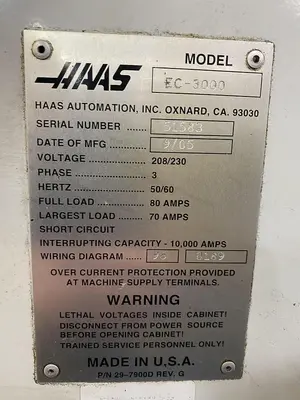 HAAS
MODEL
EC-3000
HAAS AUTOMATION, INC. OXNARD, CA. 93030
SERIAL NUMBER
DATE OF MFG. 9/05
VOLTAGE 208/230
PHASE 3
HERTZ 50/60
FULL LOAD 80 AMPS
LARGEST LOAD 70 AMPS
SHORT CIRCUIT
INTERRUPTING CAPACITY - 10,000 AMPS
WIRING DIAGRAM
OVER CURRENT PROTECTION PROVIDED
AT MACHINE SUPPLY TERMINALS.
WARNING
LETHAL VOLTAGES INSIDE CABINET!
DISCONNECT FROM POWER SOURCE
BEFORE OPENING CABINET!
TRAINED SERVICE PERSONNEL ONLY!
MADE IN U.S.A.
P/N 29-7900D REV. G